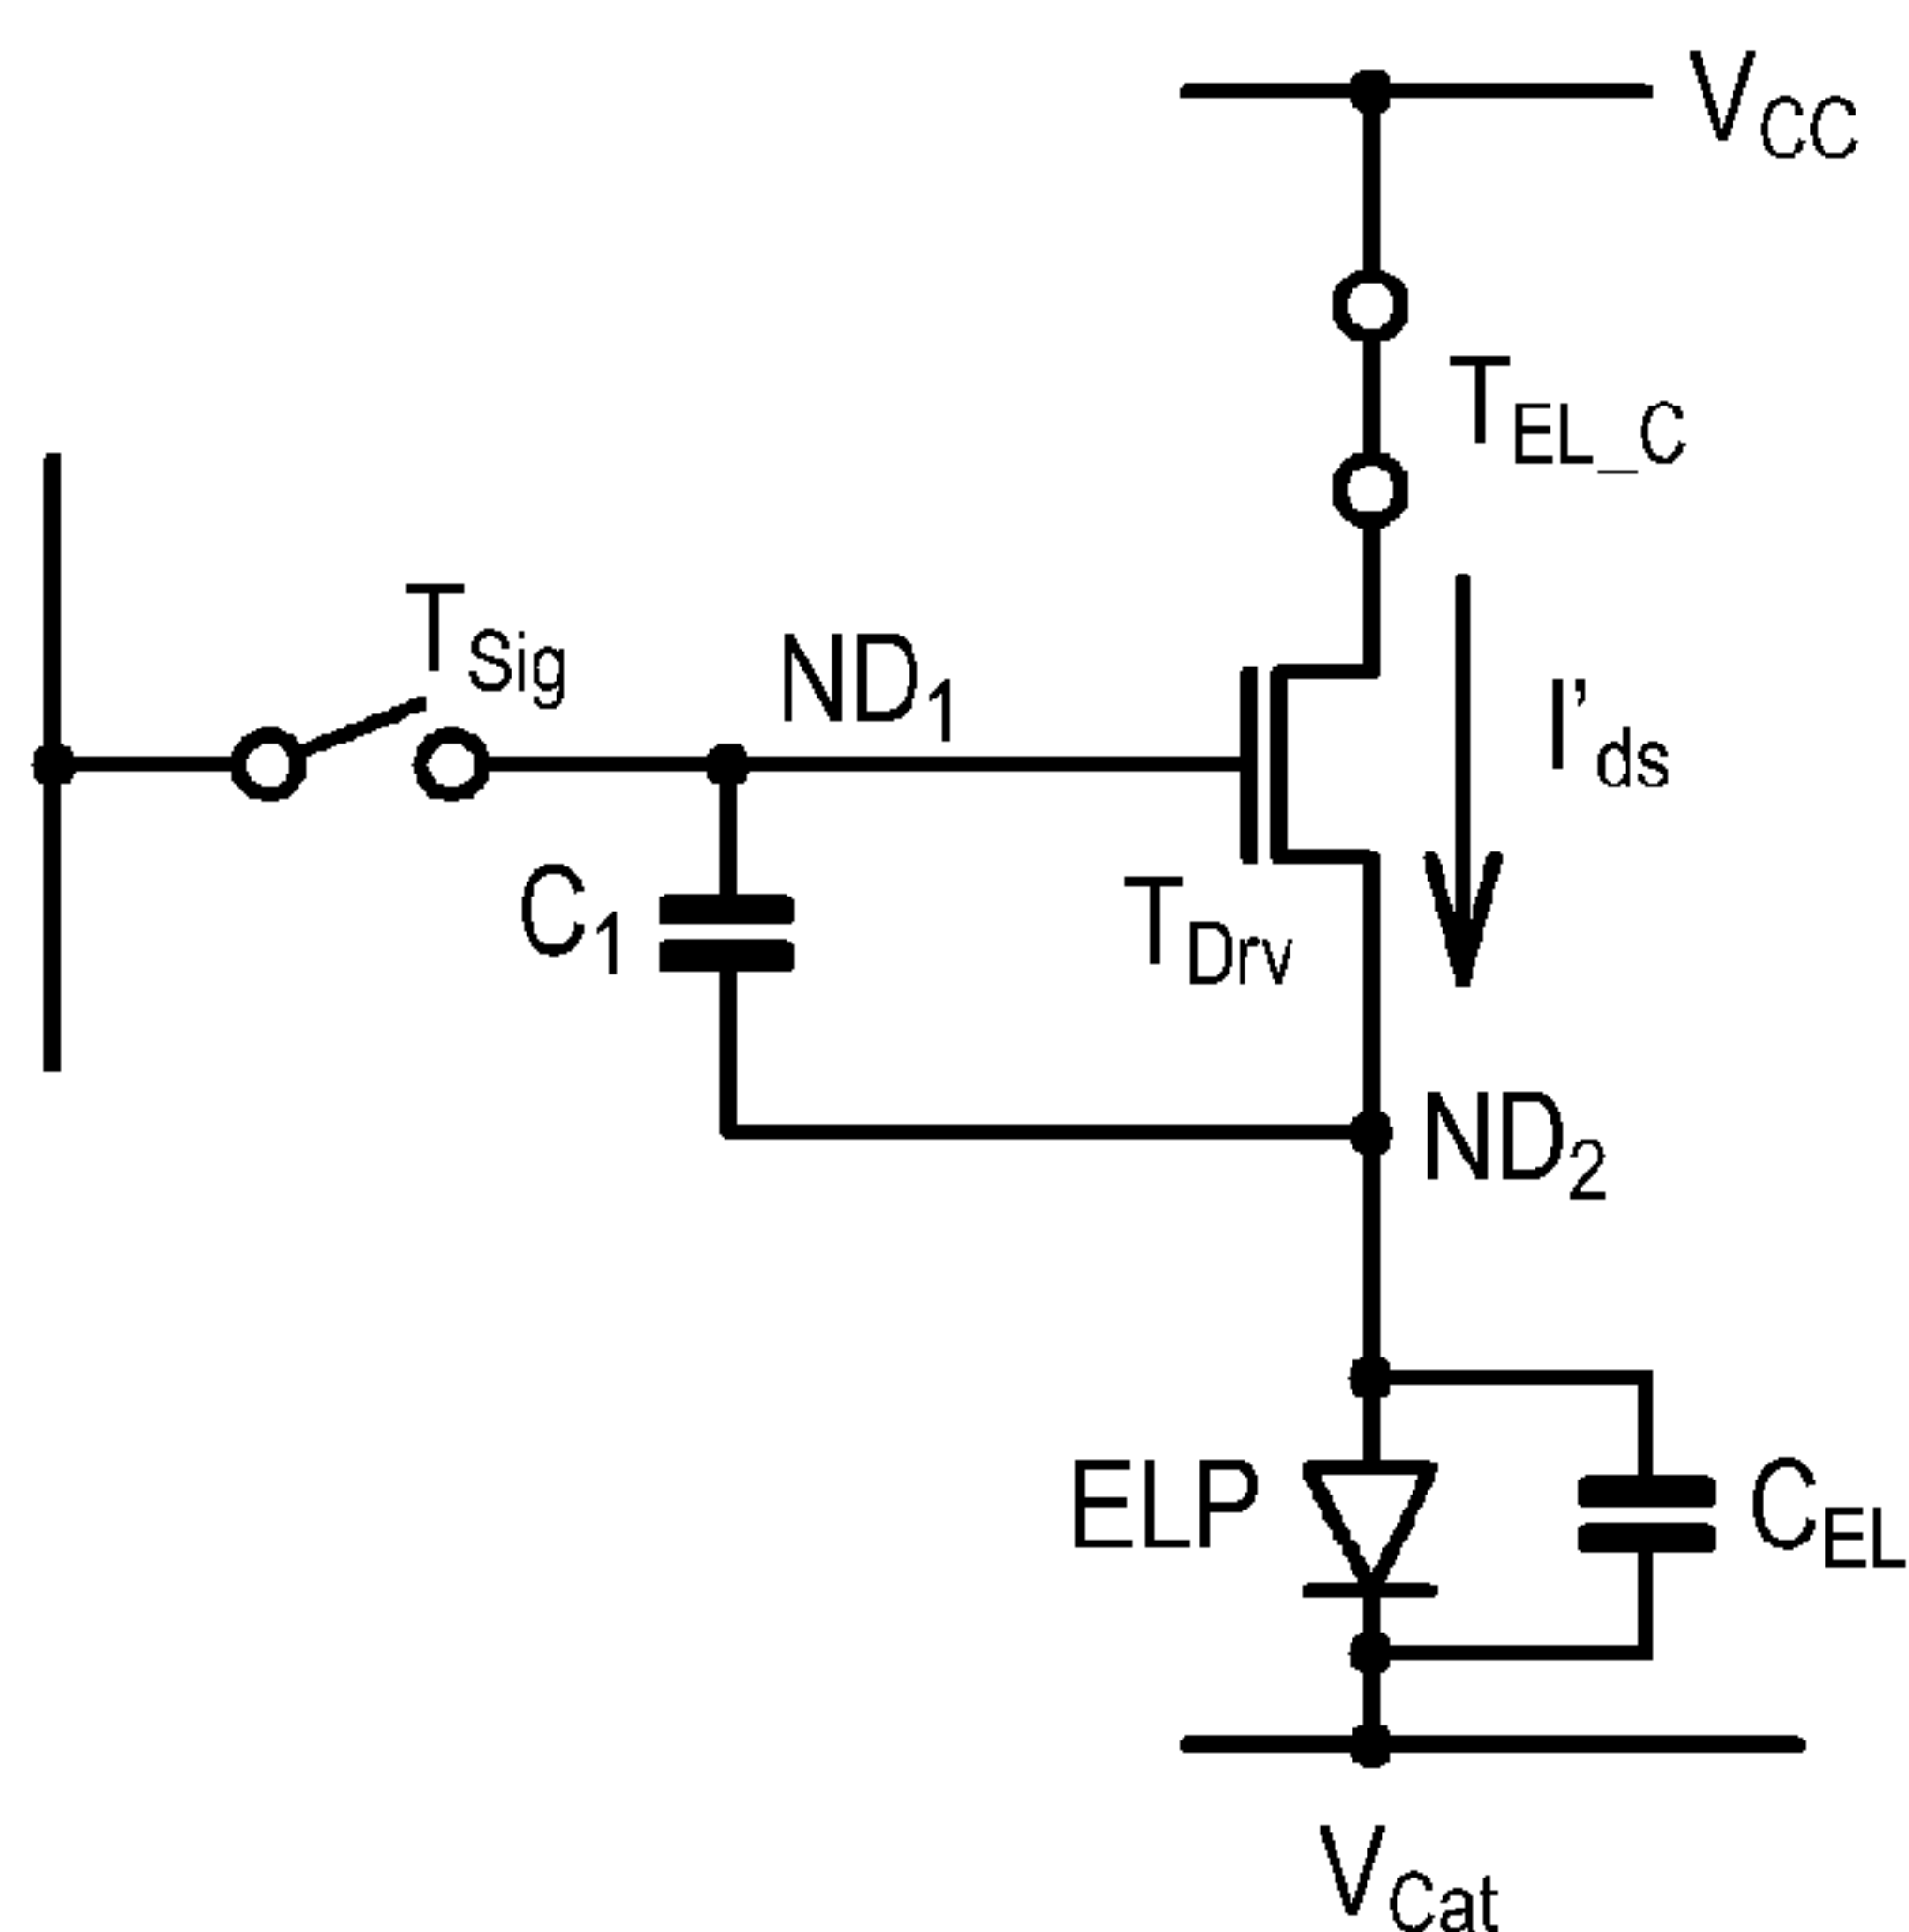 V_CC
T_EL_C
T_Sig
ND_1
I'_ds
C_1
T_Drv
ND_2
ELP
C_EL
V_Cat